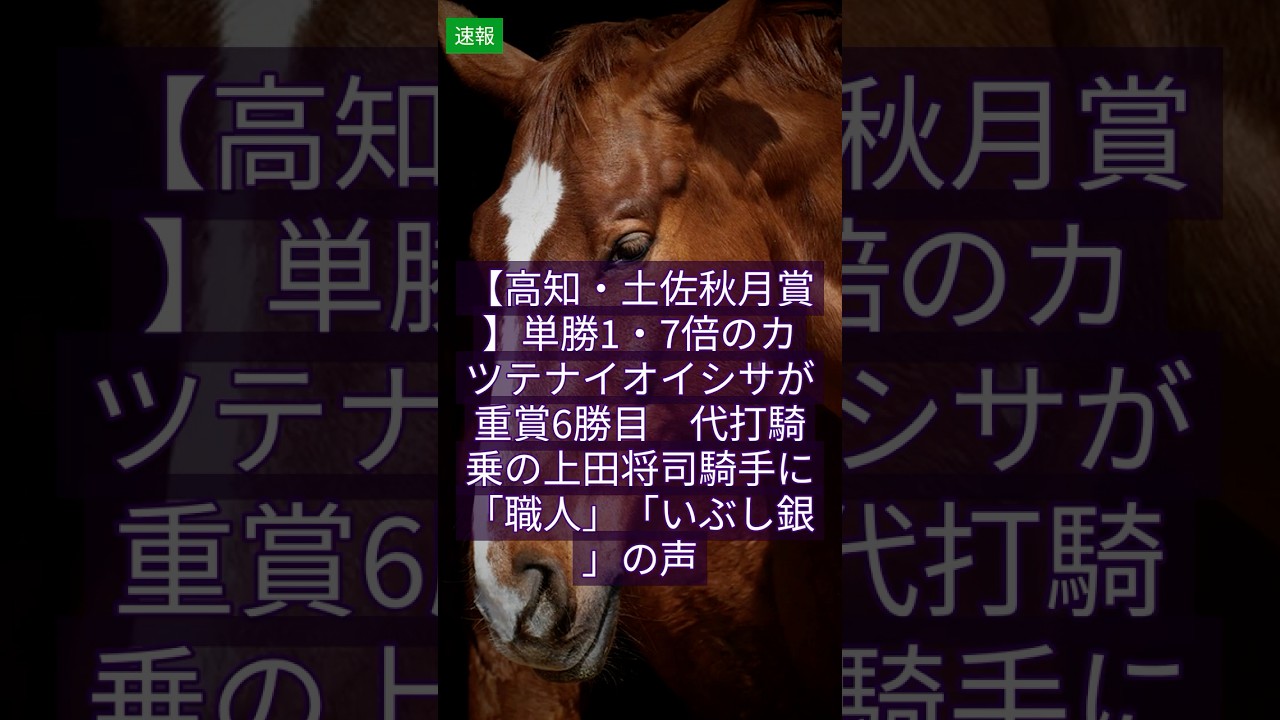 速報
【高知・土佐秋月賞
】単勝1・7倍のカ
ツテナイオイシサが
重賞6勝目　代打騎
乗の上田将司騎手に
「職人」「いぶし銀
」の声